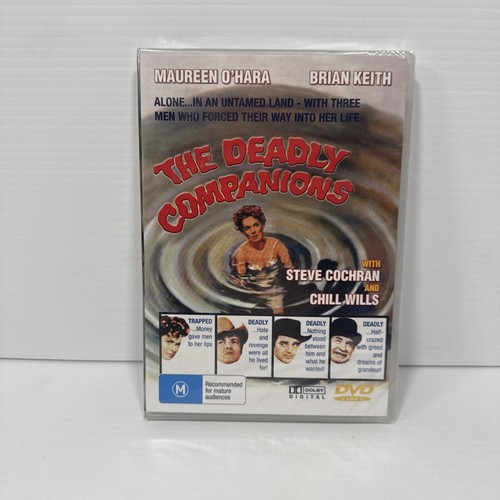 MAUREEN O'HARA BRIAN KEITH
ALONE...IN AN UNTAMED LAND - WITH THREE
MEN WHO FORCED THEIR WAY INTO HER LIFE
THE DEADLY
COMPANIONS
WITH
STEVE COCHRAN
AND
CHILL WILLS
TRAPPED
...Money
gave men
to her lips
DEADLY
...Hate
and
revenge
were all
he lived
for!
DEADLY
...Nothing
stood
between
him and
what he
wanted!
DEADLY
...Half-
crazed
with greed
and
dreams of
grandeur!
M
Recommended
for mature
audiences
DOLBY
DIGITAL
DVD
VIDEO